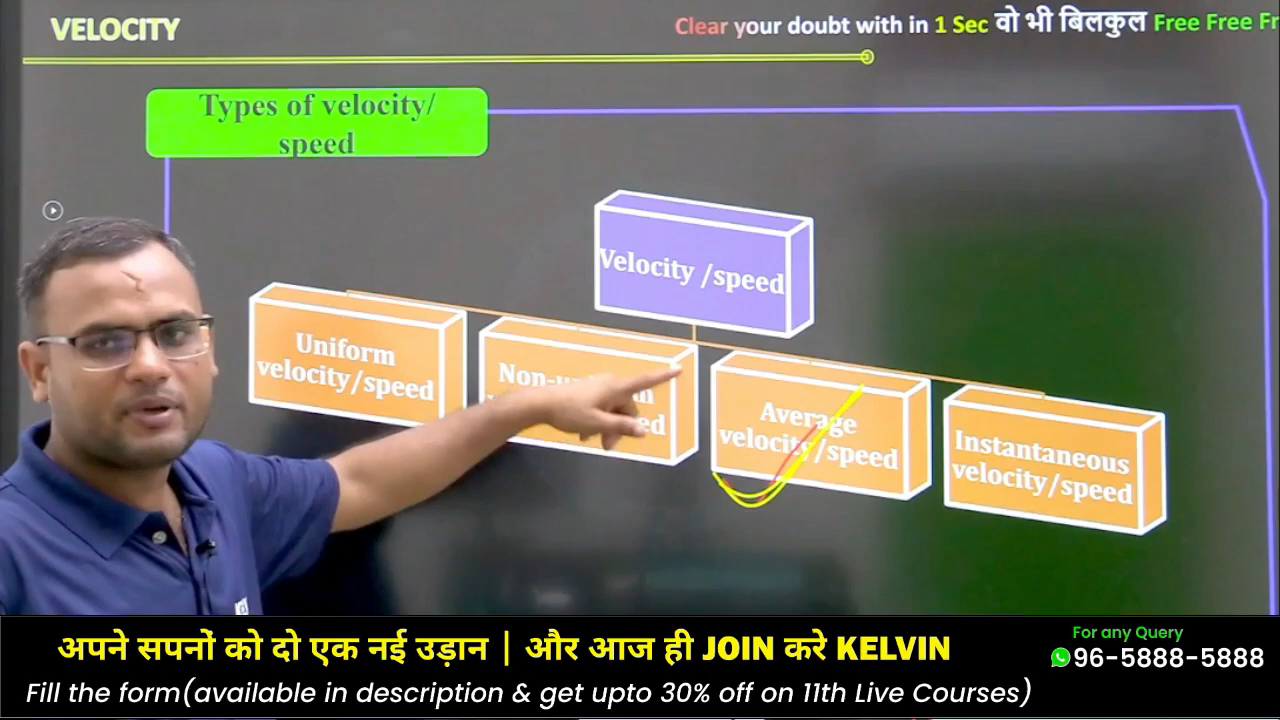 VELOCITY
Clear your doubt with in 1 Sec वो भी बिलकुल Free Free
Types of velocity/
speed
Velocity /speed
Uniform
velocity/speed
Average
velocity/speed
Instantaneous
velocity/speed
अपने सपनों को दो एक नई उड़ान | और आज ही JOIN करे KELVIN
Fill the form(available in description & get upto 30% off on 11th Live Courses)
For any Query
96-5888-5888